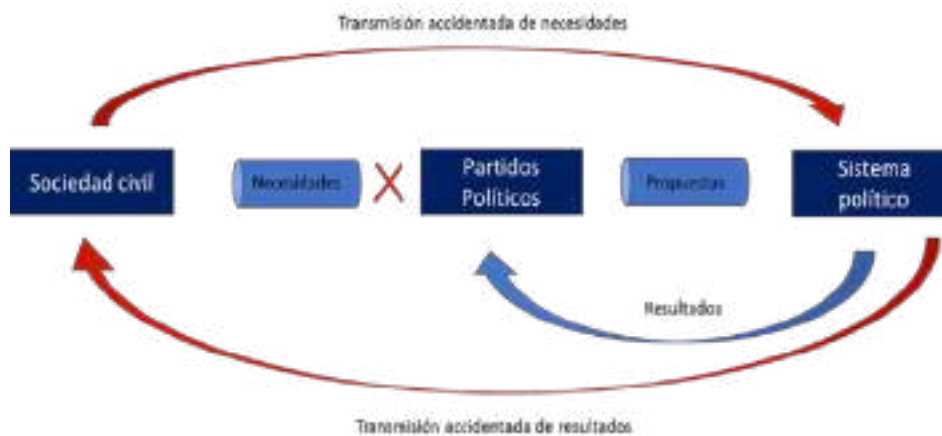 Transmisión accidentada de necesidades
Sociedad civil
Necesidades
Partidos
Políticos
Propuestas
Sistema
político
Resultados
Transmisión accidentada de resultados